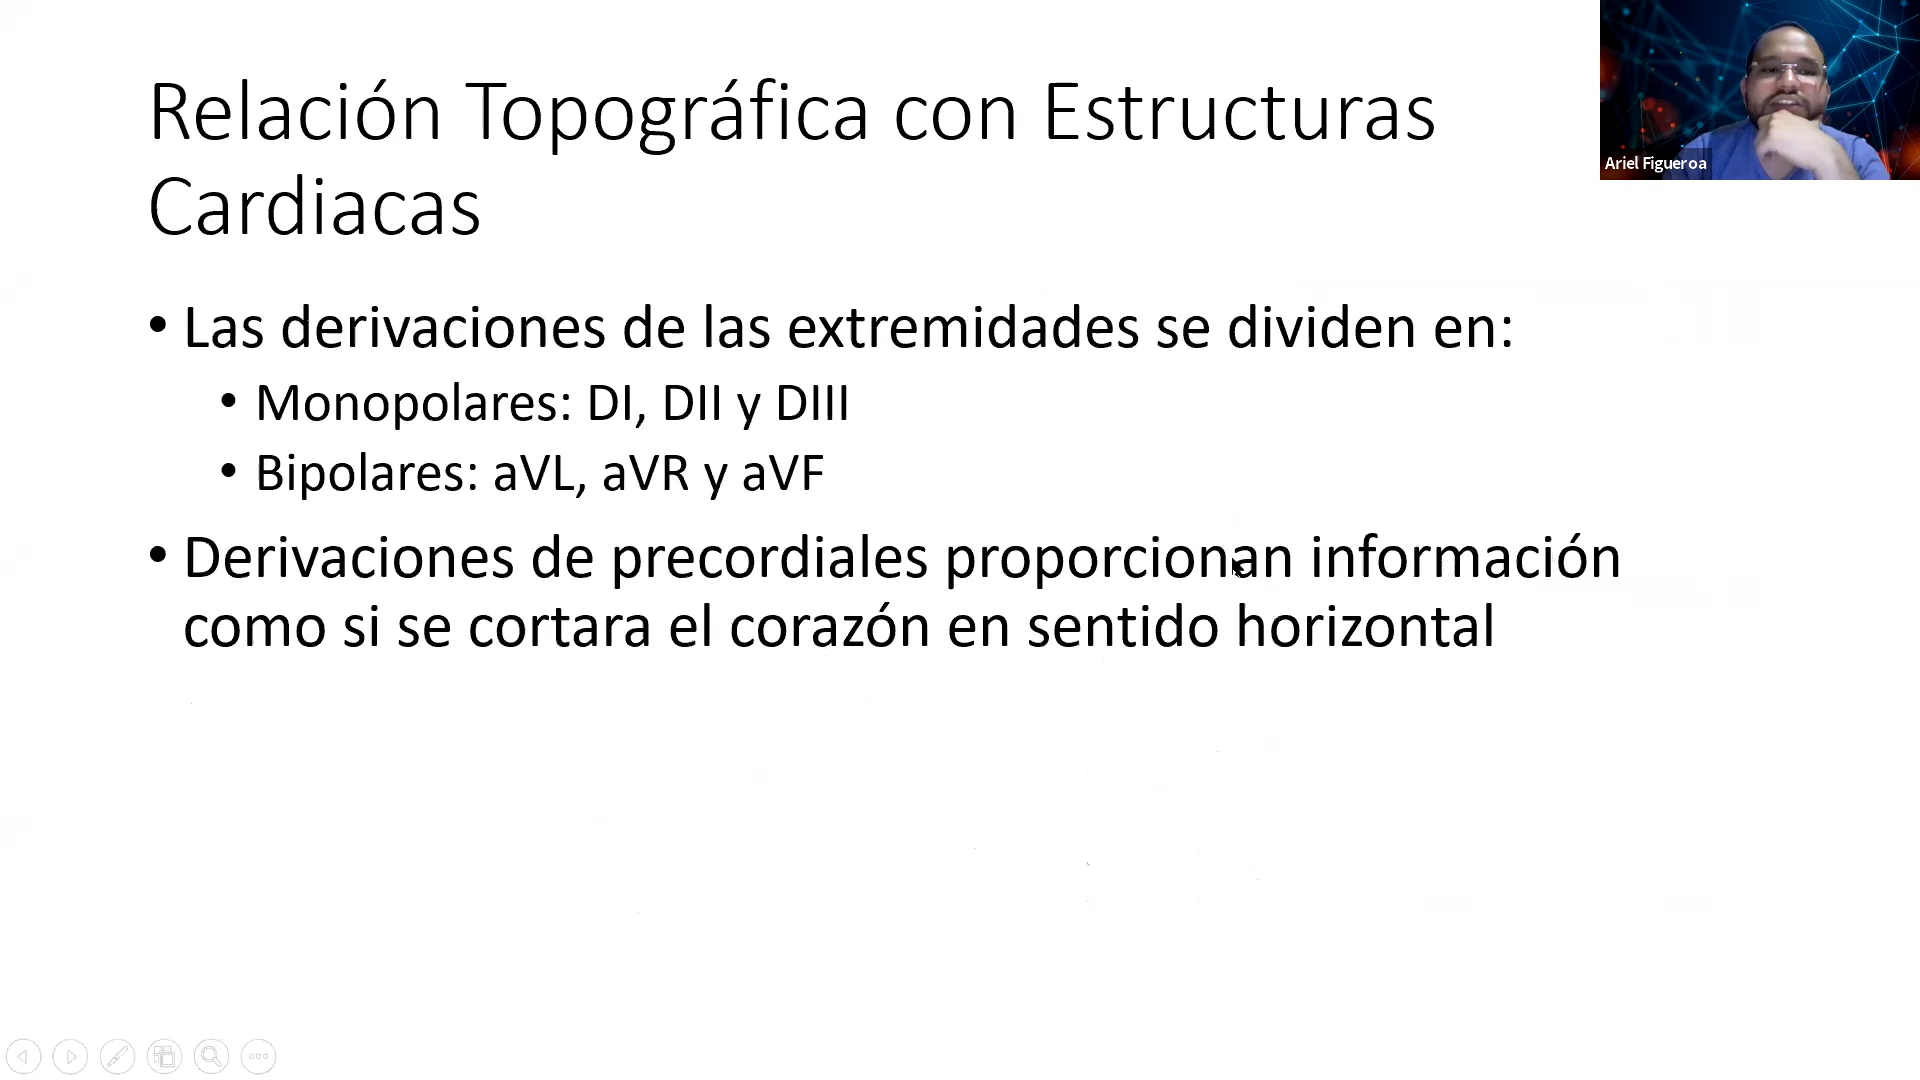 Relación Topográfica con Estructuras
Cardiacas
Ariel Figueroa
• Las derivaciones de las extremidades se dividen en:
• Monopolares: DI, DII y DIII
• Bipolares: aVL, aVR y aVF
• Derivaciones de precordiales proporcionan información
como si se cortara el corazón en sentido horizontal